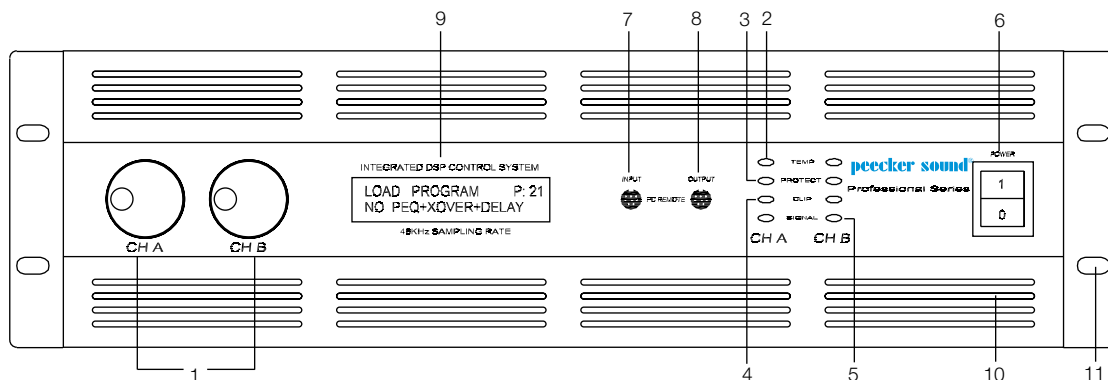 9
7
8
3
2
6
INTEGRATED DSP CONTROL SYSTEM
LOAD PROGRAM P: 21
NO PEQ+XOVER+DELAY
48KHz SAMPLING RATE
CH A
CH B
INPUT
OUTPUT
PC REMOTE
TEMP
PROTECT
CLIP
SIGNAL
CH A
CH B
peecker sound®
Professional Series
POWER
1
0
1
4
5
10
11